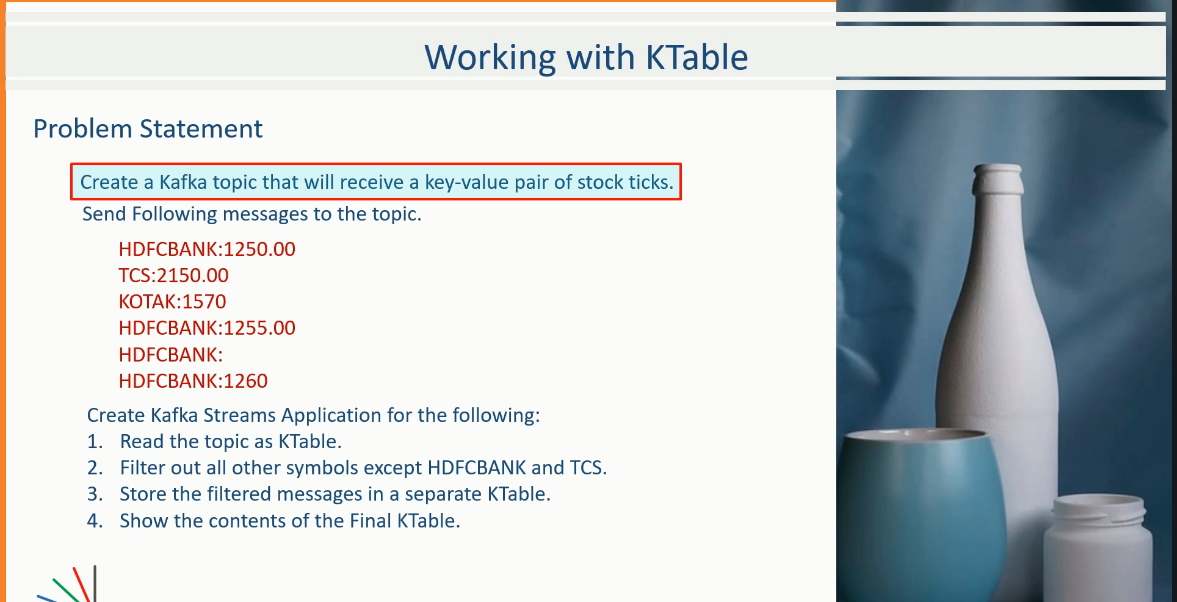 Working with KTable
Problem Statement
Create a Kafka topic that will receive a key-value pair of stock ticks.
Send Following messages to the topic.
HDFCBANK:1250.00
TCS:2150.00
KOTAK:1570
HDFCBANK:1255.00
HDFCBANK:
HDFCBANK:1260
Create Kafka Streams Application for the following:
1. Read the topic as KTable.
2. Filter out all other symbols except HDFCBANK and TCS.
3. Store the filtered messages in a separate KTable.
4. Show the contents of the Final KTable.